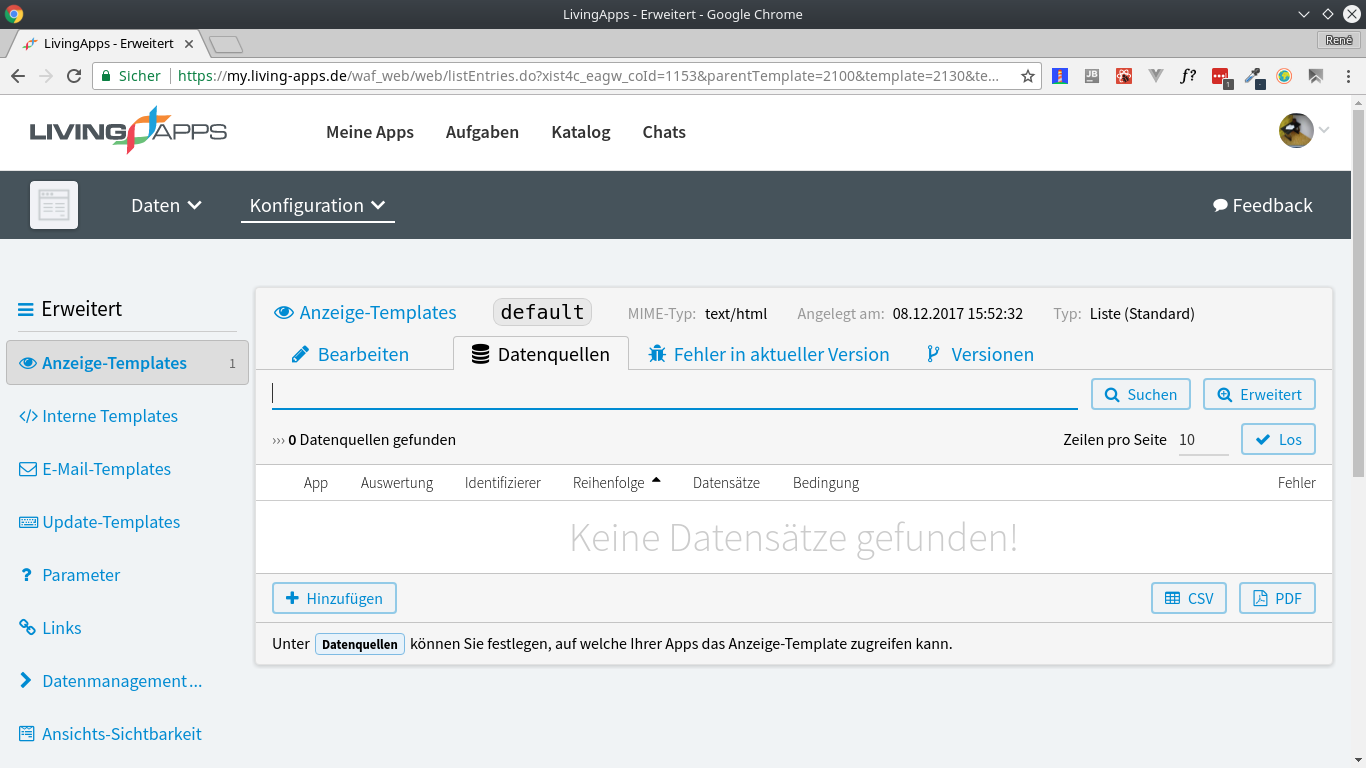 LivingApps - Erweitert - Google Chrome
LivingApps - Erweitert
René
Sicher https://my.living-apps.de/waf_web/web/listEntries.do?xist4c_eagw_coId=1153&parentTemplate=2100&template=2130&te...
LIVING APPS
Meine Apps Aufgaben Katalog Chats
Daten Konfiguration Feedback
Erweitert
Anzeige-Templates 1
Interne Templates
E-Mail-Templates
Update-Templates
Parameter
Links
Datenmanagement...
Ansichts-Sichtbarkeit
Anzeige-Templates default MIME-Typ: text/html Angelegt am: 08.12.2017 15:52:32 Typ: Liste (Standard)
Bearbeiten Datenquellen Fehler in aktueller Version Versionen
Suchen Erweitert
››› 0 Datenquellen gefunden Zeilen pro Seite 10 Los
App Auswertung Identifizierer Reihenfolge Datensätze Bedingung Fehler
Keine Datensätze gefunden!
Hinzufügen CSV PDF
Unter Datenquellen können Sie festlegen, auf welche Ihrer Apps das Anzeige-Template zugreifen kann.